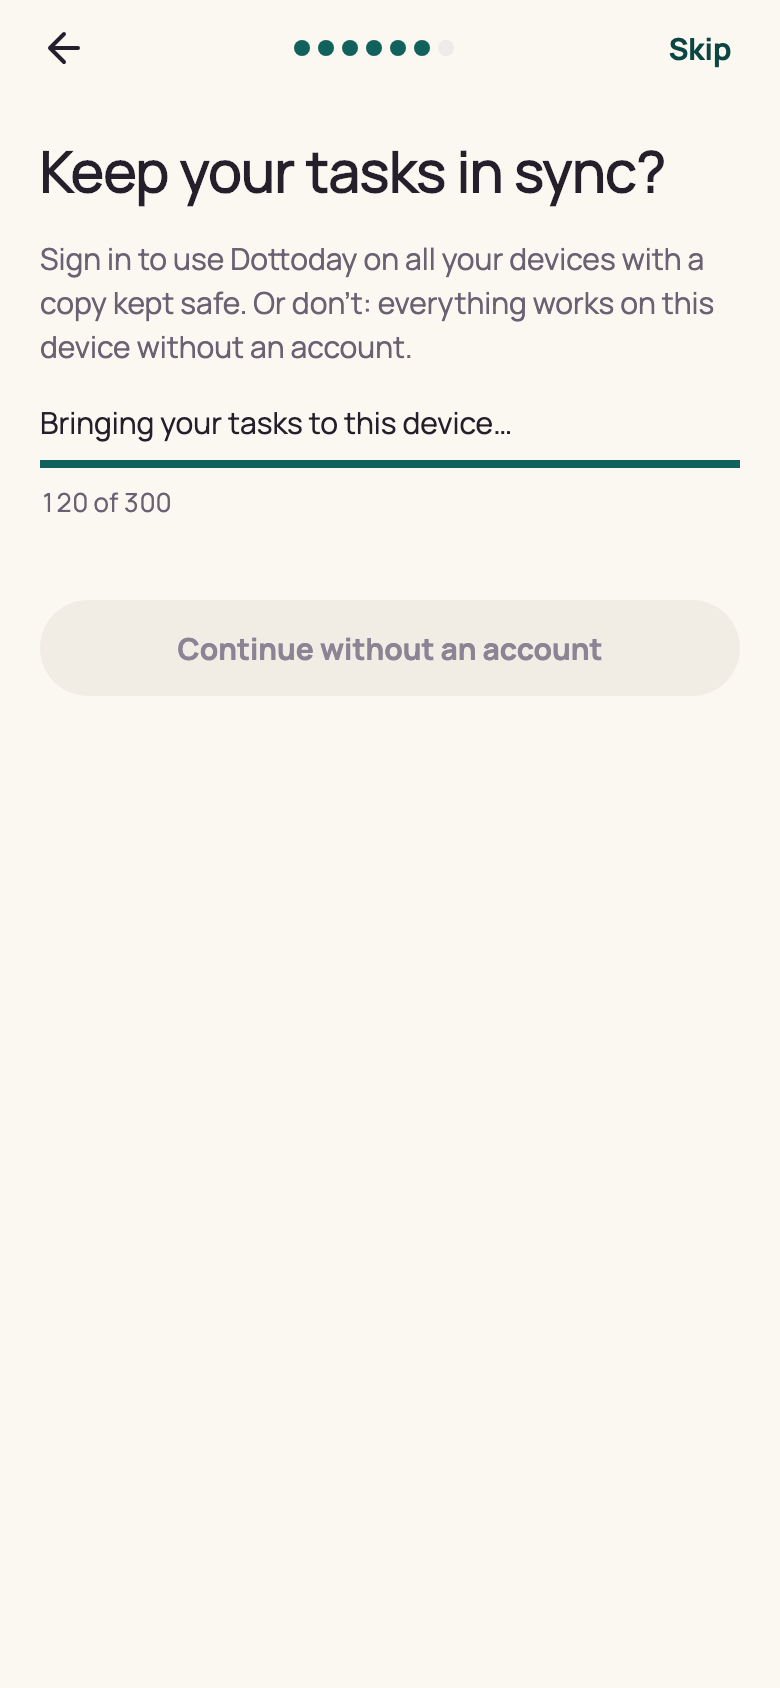 Skip
Keep your tasks in sync?
Sign in to use Dottoday on all your devices with a
copy kept safe. Or don’t: everything works on this
device without an account.
Bringing your tasks to this device…
120 of 300
Continue without an account